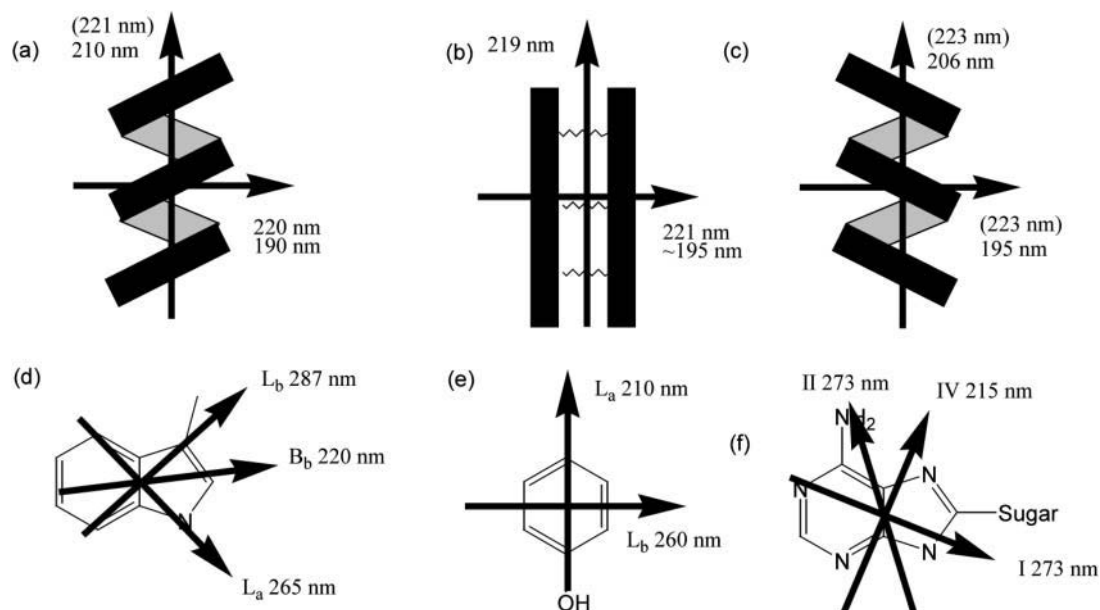 (a)
(221 nm)
210 nm
220 nm
190 nm
(b)
219 nm
221 nm
~195 nm
(c)
(223 nm)
206 nm
(223 nm)
195 nm
(d)
Lb 287 nm
Bb 220 nm
La 265 nm
N
(e)
La 210 nm
Lb 260 nm
OH
(f)
II 273 nm
IV 215 nm
NH2
N
N
N
N
Sugar
I 273 nm